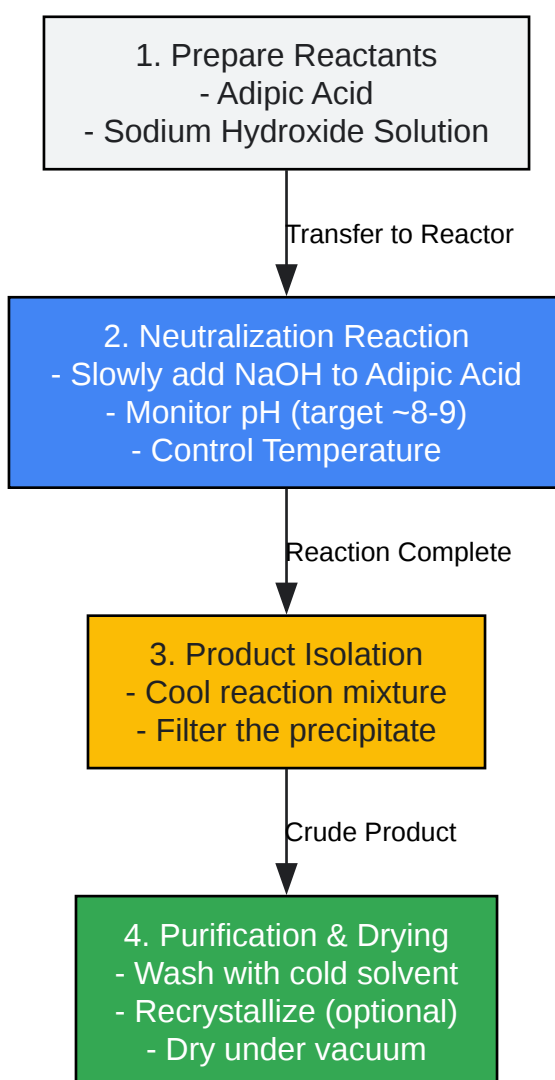 1. Prepare Reactants
- Adipic Acid
- Sodium Hydroxide Solution
Transfer to Reactor
2. Neutralization Reaction
- Slowly add NaOH to Adipic Acid
- Monitor pH (target ~8-9)
- Control Temperature
Reaction Complete
3. Product Isolation
- Cool reaction mixture
- Filter the precipitate
Crude Product
4. Purification & Drying
- Wash with cold solvent
- Recrystallize (optional)
- Dry under vacuum